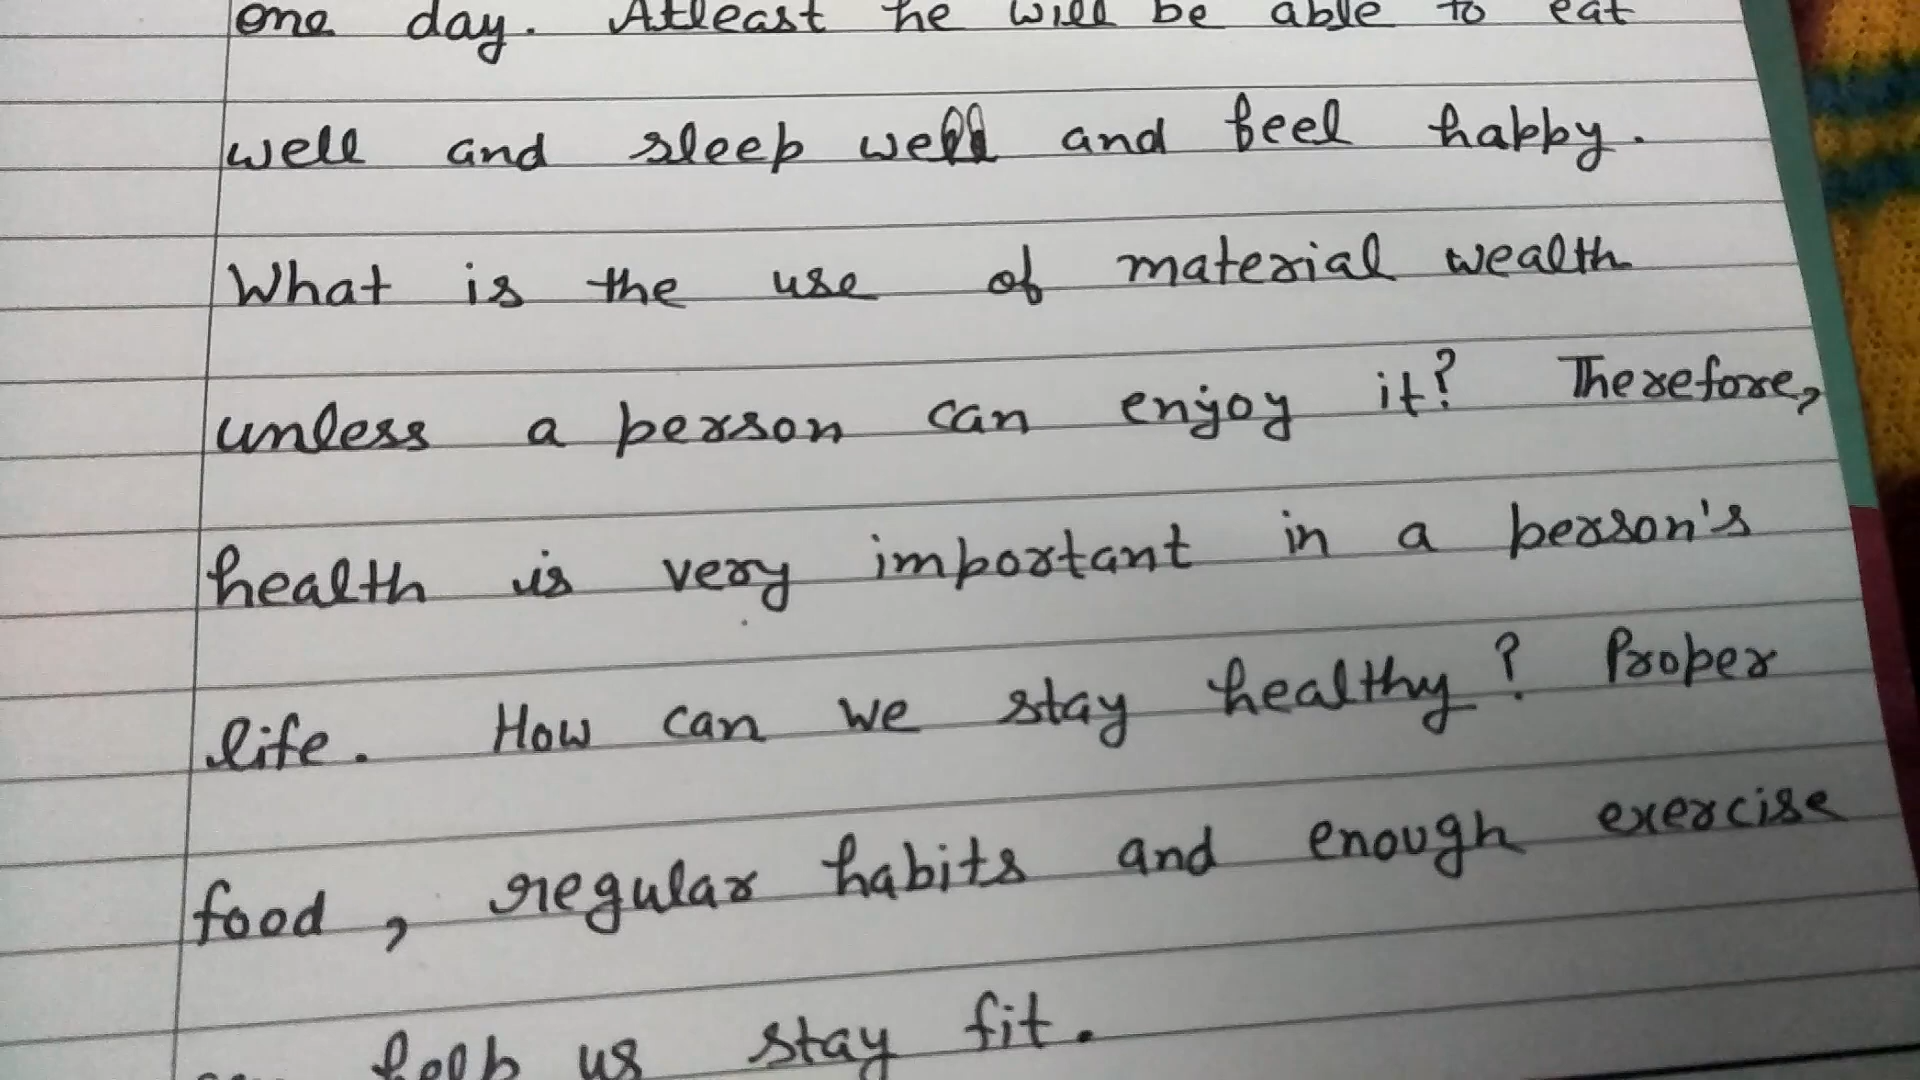 one day. Atleast he will be able to eat
well and sleep well and feel happy.
What is the use of material wealth
unless a person can enjoy it? Therefore,
health is very important in a person's
life. How can we stay healthy? Proper
food, regular habits and enough exercise
help us stay fit.